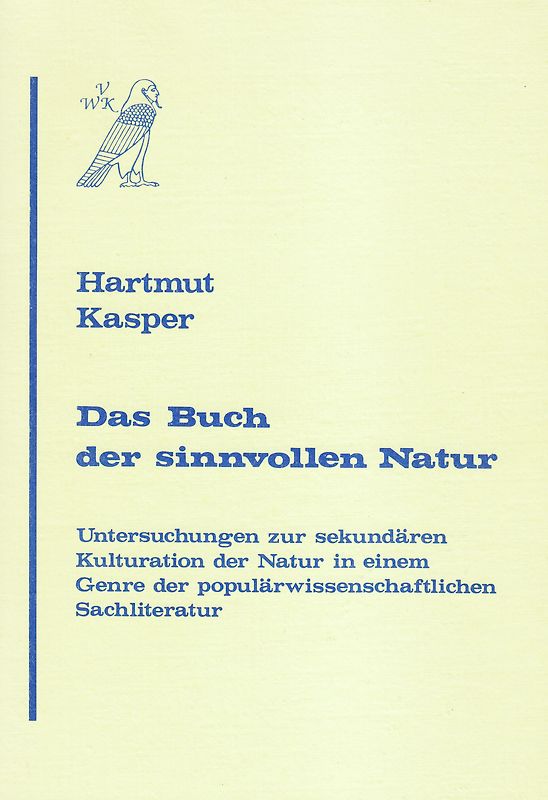 V
WK
Hartmut
Kasper
Das Buch
der sinnvollen Natur
Untersuchungen zur sekundären
Kulturation der Natur in einem
Genre der populärwissenschaftlichen
Sachliteratur